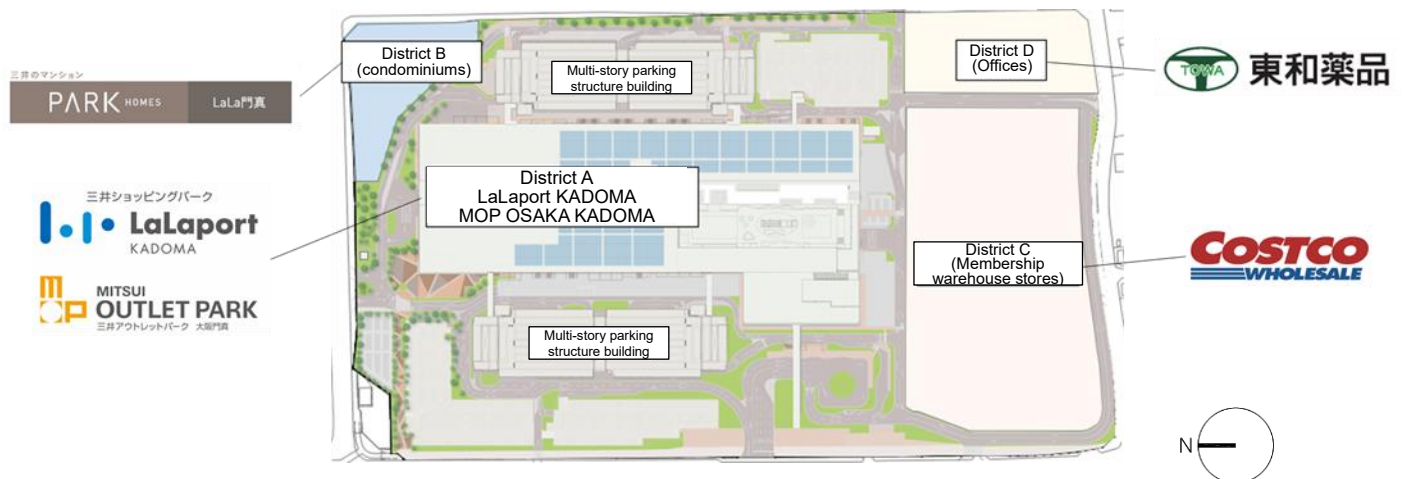 三井のマンション
PARK HOMES LaLa門真
三井ショッピングパーク
LaLaport
KADOMA
MITSUI
OUTLET PARK
三井アウトレットパーク 大阪門真
District B
(condominiums)
Multi-story parking
structure building
District A
LaLaport KADOMA
MOP OSAKA KADOMA
Multi-story parking
structure building
District D
(Offices)
District C
(Membership
warehouse stores)
TOWA 東和薬品
COSTCO
WHOLESALE
N